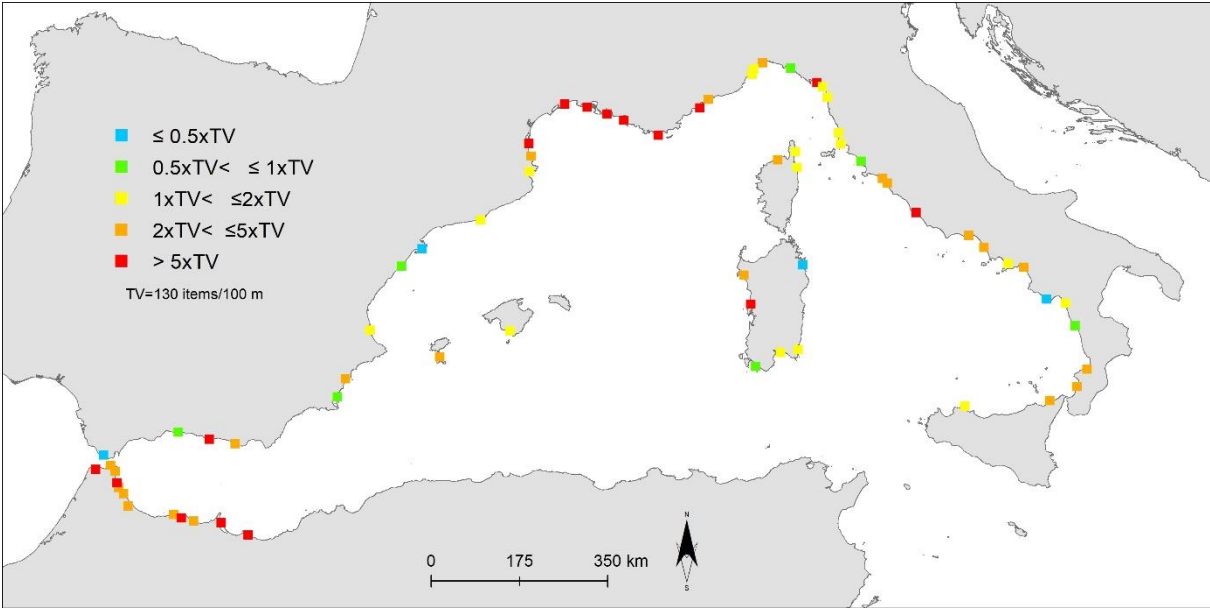 ≤ 0.5xTV
0.5xTV< ≤ 1xTV
1xTV< ≤2xTV
2xTV< ≤5xTV
> 5xTV
TV=130 items/100 m
N
S
0 175 350 km